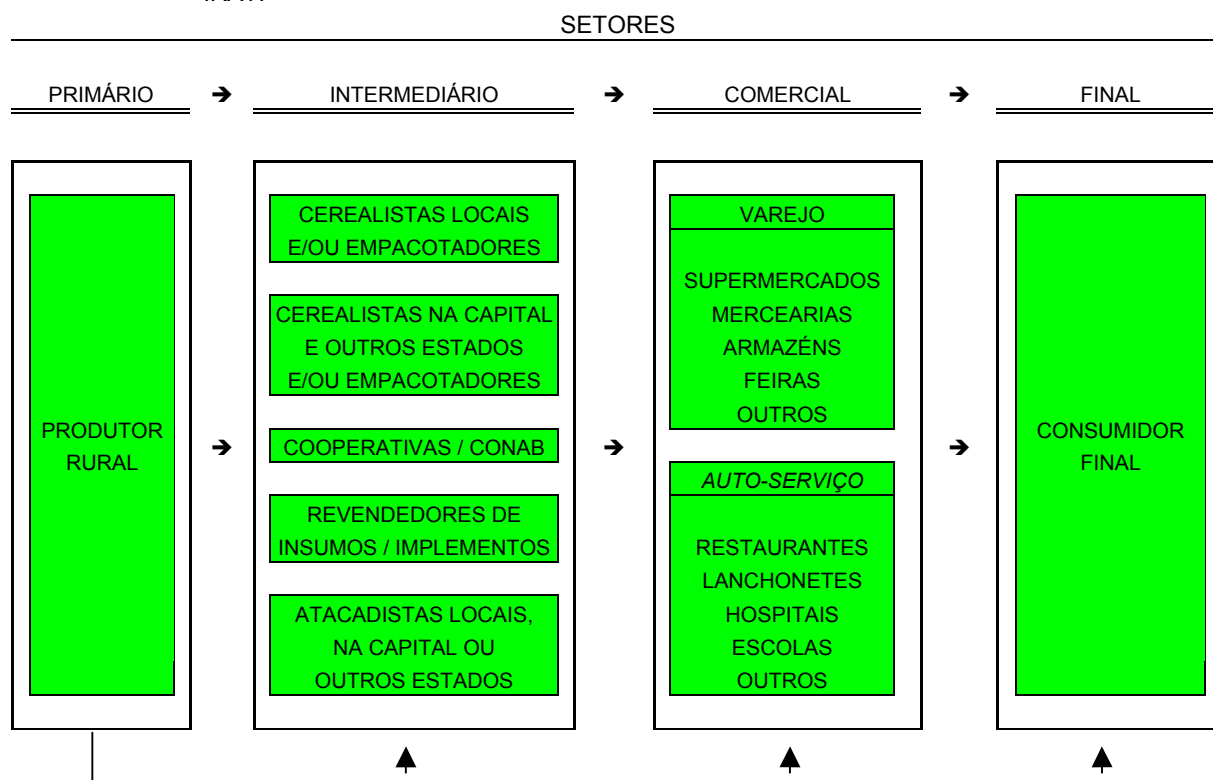 SETORES
PRIMÁRIO ➔ INTERMEDIÁRIO ➔ COMERCIAL ➔ FINAL
PRODUTOR
RURAL
➔
CEREALISTAS LOCAIS
E/OU EMPACOTADORES
CEREALISTAS NA CAPITAL
E OUTROS ESTADOS
E/OU EMPACOTADORES
COOPERATIVAS / CONAB
REVENDEDORES DE
INSUMOS / IMPLEMENTOS
ATACADISTAS LOCAIS,
NA CAPITAL OU
OUTROS ESTADOS
➔
VAREJO
SUPERMERCADOS
MERCEARIAS
ARMAZÉNS
FEIRAS
OUTROS
AUTO-SERVIÇO
RESTAURANTES
LANCHONETES
HOSPITAIS
ESCOLAS
OUTROS
➔
CONSUMIDOR
FINAL